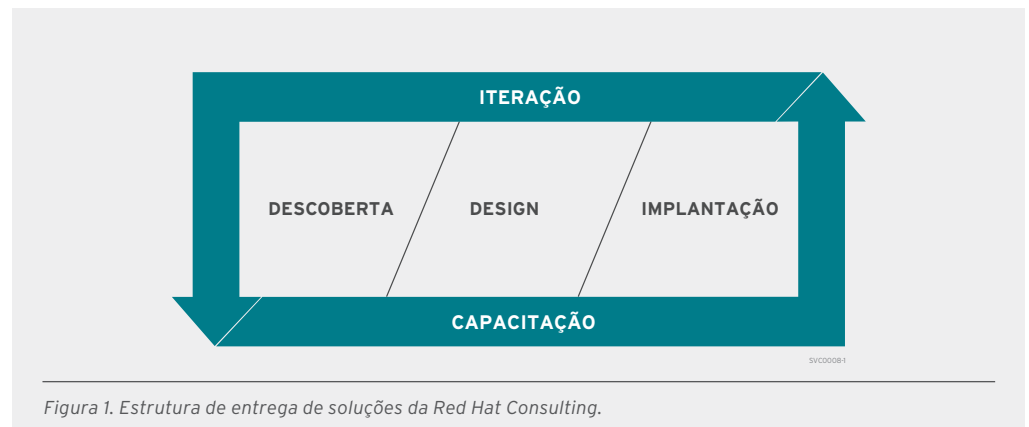 ITERAÇÃO
DESCOBERTA
DESIGN
IMPLANTAÇÃO
CAPACITAÇÃO
SVC0008-1
Figura 1. Estrutura de entrega de soluções da Red Hat Consulting.